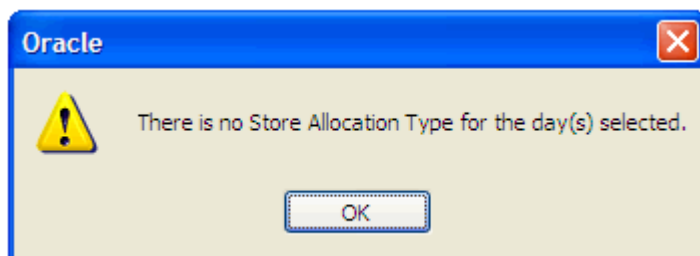 Oracle
There is no Store Allocation Type for the day(s) selected.
OK